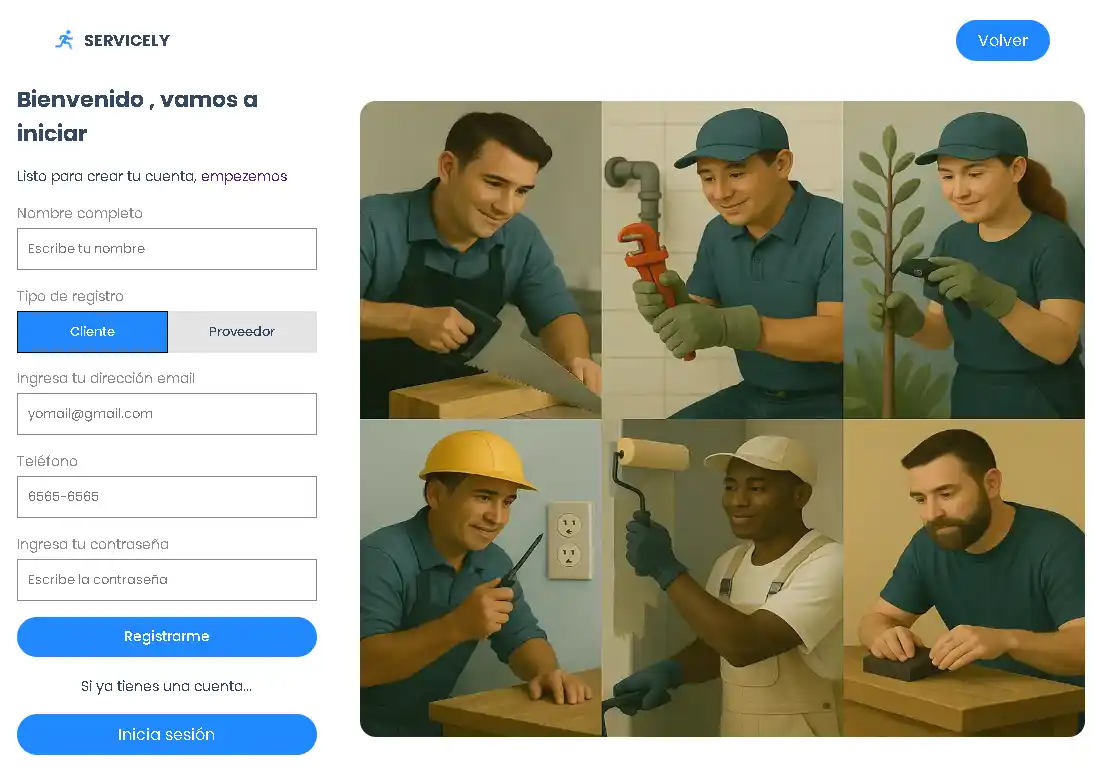 SERVICELY
Volver
Bienvenido , vamos a
iniciar
Listo para crear tu cuenta, empezemos
Nombre completo
Escribe tu nombre
Tipo de registro
Cliente
Proveedor
Ingresa tu dirección email
yomail@gmail.com
Teléfono
6565-6565
Ingresa tu contraseña
Escribe la contraseña
Registrarme
Si ya tienes una cuenta...
Inicia sesión